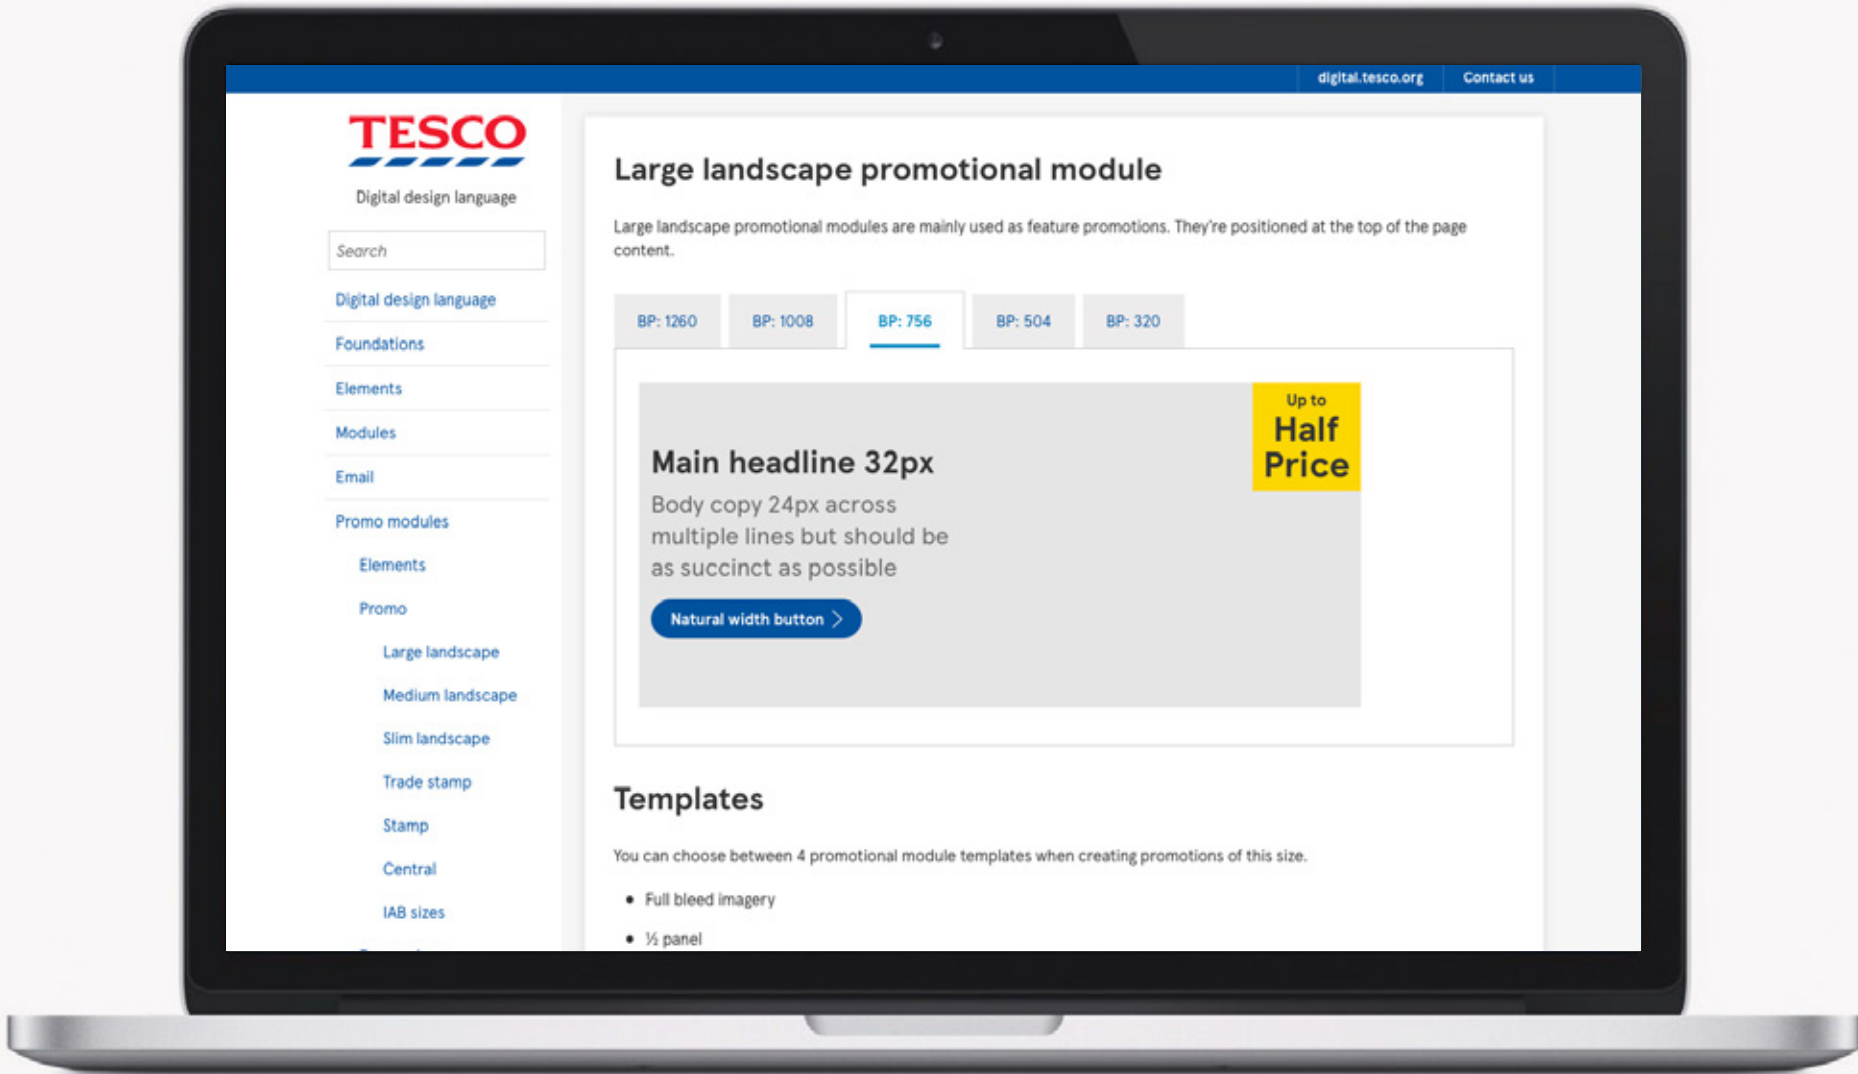 digital.tesco.org Contact us
TESCO
Digital design language
Search
Digital design language
Foundations
Elements
Modules
Email
Promo modules
Elements
Promo
Large landscape
Medium landscape
Slim landscape
Trade stamp
Stamp
Central
IAB sizes
Large landscape promotional module
Large landscape promotional modules are mainly used as feature promotions. They're positioned at the top of the page
content.
BP: 1260 BP: 1008 BP: 756 BP: 504 BP: 320
Up to
Half
Price
Main headline 32px
Body copy 24px across
multiple lines but should be
as succinct as possible
Natural width button
Templates
You can choose between 4 promotional module templates when creating promotions of this size.
• Full bleed imagery
• ½ panel